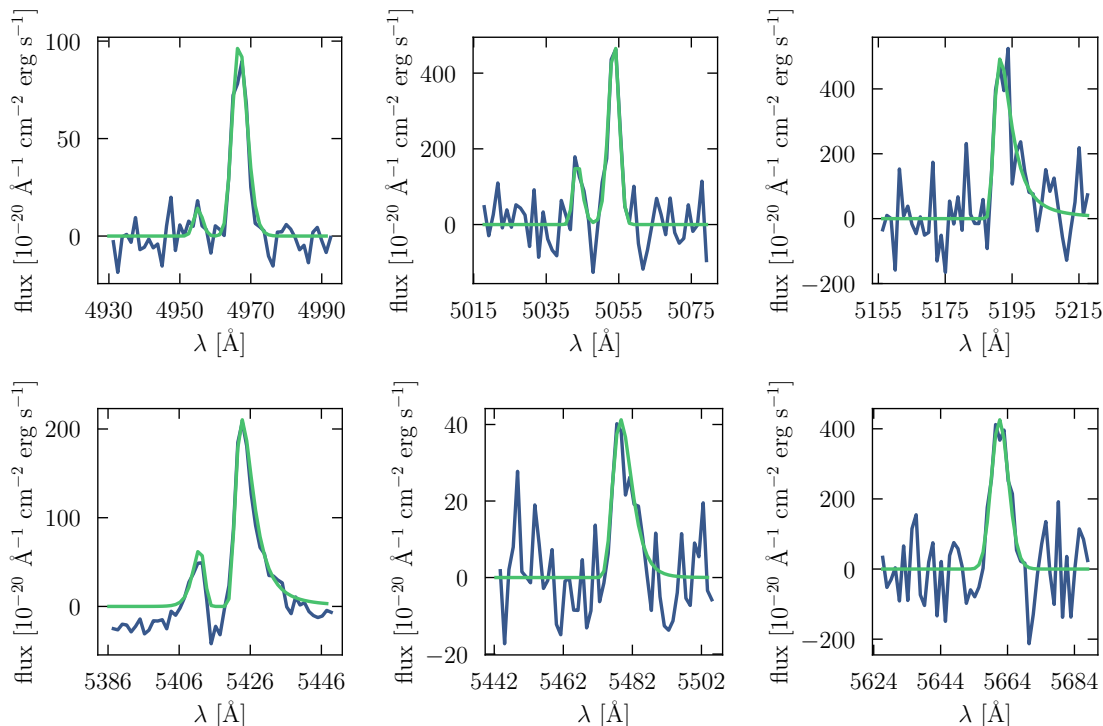 flux [10⁻²⁰ Å⁻¹ cm⁻² erg s⁻¹]
100
50
0
4930 4950 4970 4990
λ [Å]
flux [10⁻²⁰ Å⁻¹ cm⁻² erg s⁻¹]
400
200
0
5015 5035 5055 5075
λ [Å]
flux [10⁻²⁰ Å⁻¹ cm⁻² erg s⁻¹]
400
200
0
−200
5155 5175 5195 5215
λ [Å]
flux [10⁻²⁰ Å⁻¹ cm⁻² erg s⁻¹]
200
100
0
5386 5406 5426 5446
λ [Å]
flux [10⁻²⁰ Å⁻¹ cm⁻² erg s⁻¹]
40
20
0
−20
5442 5462 5482 5502
λ [Å]
flux [10⁻²⁰ Å⁻¹ cm⁻² erg s⁻¹]
400
200
0
−200
5624 5644 5664 5684
λ [Å]